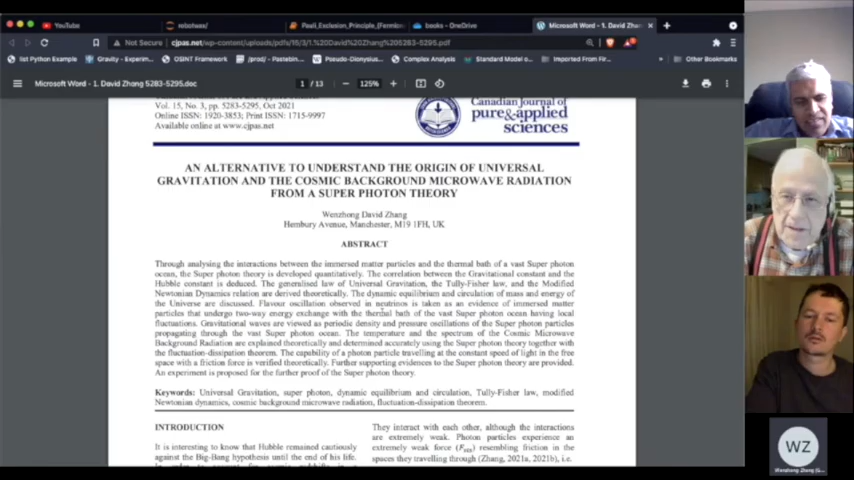 YouTube
robotwas/
Pauli_Exclusion_Principle_(Fermion
books - OneDrive
Microsoft Word - 1. David Zhan
Not Secure
cjpas.net/wp-content/uploads/pdfs/15/3/1.%20David%20Zhang%205283-5295.pdf
list Python Example
Gravity - Experim
OSINT Framework
/prod/ - Pastebin
Pseudo-Dionysius
Casimir effect
Standard Model o
Imported From Fir
Other Bookmarks
Microsoft Word - 1. David Zhang 5283-5295.doc
1 / 13
125%
Vol. 15, No. 3, pp. 5283-5295, Oct 2021
Online ISSN: 1920-3853; Print ISSN: 1715-9997
Available online at www.cjpas.net
Canadian Journal of
pure&applied
sciences
AN ALTERNATIVE TO UNDERSTAND THE ORIGIN OF UNIVERSAL
GRAVITATION AND THE COSMIC BACKGROUND MICROWAVE RADIATION
FROM A SUPER PHOTON THEORY
Wenzhong David Zhang
Hembury Avenue, Manchester, M19 1FH, UK
ABSTRACT
Through analysing the interactions between the immersed matter particles and the thermal bath of a vast Super photon
ocean, the Super photon theory is developed quantitatively. The correlation between the Gravitational constant and the
Hubble constant is deduced. The generalised law of Universal Gravitation, the Tully-Fisher law, and the Modified
Newtonian Dynamics relation are derived theoretically. The dynamic equilibrium and circulation of mass and energy of
the Universe are discussed. Flavour oscillation observed in neutrinos is taken as an evidence of immersed matter
particles that undergo two-way energy exchange with the thermal bath of the vast Super photon ocean having local
fluctuations. Gravitational waves are viewed as periodic density and pressure oscillations of the Super photon particles
propagating through the vast Super photon ocean. The temperature and the spectrum of the Cosmic Microwave
Background Radiation are explained theoretically and determined accurately using the Super photon theory together with
the fluctuation-dissipation theorem. The capability of a photon particle travelling at the constant speed of light in the free
space with a friction force is verified theoretically. Further supporting evidences to the Super photon theory are provided.
An experiment is proposed for the further proof of the Super photon theory.
Keywords: Universal Gravitation, super photon, dynamic equilibrium and circulation, Tully-Fisher law, modified
Newtonian dynamics, cosmic background microwave radiation, fluctuation-dissipation theorem.
INTRODUCTION
It is interesting to know that Hubble remained cautiously
against the Big-Bang hypothesis until the end of his life.
They interact with each other, although the interactions
are extremely weak. Photon particles experience an
extremely weak force (Fvis) resembling friction in the
spaces they travelling through (Zhang, 2021a, 2021b), i.e.
WZ
Wenzhong Zhang (G